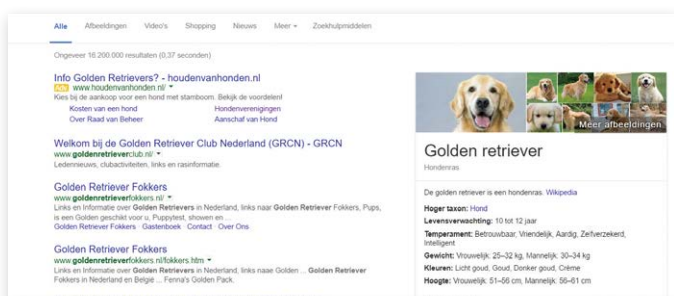 Alle Afbeeldingen Video's Shopping Nieuws Meer Zoekhulpmiddelen
Ongeveer 16.200.000 resultaten (0,37 seconden)
Info Golden Retrievers? - houdenvanhonden.nl
Adv. www.houdenvanhonden.nl/
Kies bij de aankoop voor een hond met stamboom. Bekijk de voordelen!
Kosten van een hond Hondenverenigingen
Over Raad van Beheer Aanschaf van Hond
Welkom bij de Golden Retriever Club Nederland (GRCN) - GRCN
www.goldenretrieverclub.nl/
Ledennieuws, clubactiviteiten, links en rasinformatie.
Golden Retriever Fokkers
www.goldenretrieverfokkers.nl/
Links en Informatie over Golden Retrievers in Nederland, links naar Golden Retriever Fokkers, Pups,
is een Golden geschikt voor u, Puppytest, showen en ...
Golden Retriever Fokkers Gastenboek Contact Over Ons
Golden Retriever Fokkers
www.goldenretrieverfokkers.nl/fokkers.htm
Links en Informatie over Golden Retrievers in Nederland, links naae Golden ... Golden Retriever
Fokkers in Nederland en Belgie ... Fenna's Golden Pack.
Meer afbeeldingen
Golden retriever
Hondenras
De golden retriever is een hondenras. Wikipedia
Hoger taxon: Hond
Levensverwachting: 10 tot 12 jaar
Temperament: Betrouwbaar, Vriendelijk, Aardig, Zelfverzekerd,
Intelligent
Gewicht: Vrouwelijk: 25–32 kg, Mannelijk: 30–34 kg
Kleuren: Licht goud, Goud, Donker goud, Crème
Hoogte: Vrouwelijk: 51–56 cm, Mannelijk: 56–61 cm